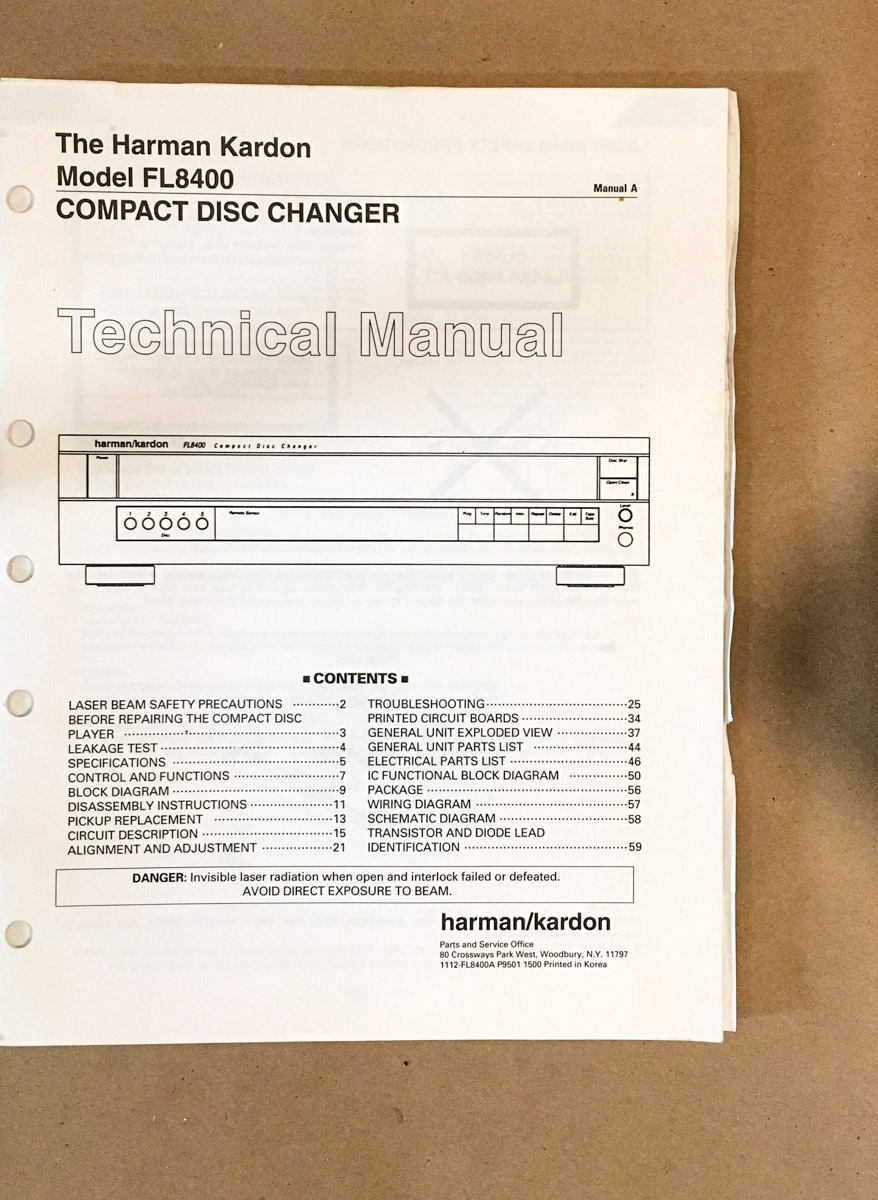 The Harman Kardon
Model FL8400
Manual A
COMPACT DISC CHANGER
Technical Manual
harman/kardon FL8400 Compact Disc Changer
Power
Disc Skip
Open/Close
1 2 3 4 5
Disc
Remote Sensor
Prog Time Random Intro Repeat Delete Edit Tape Size
Level
Phones
■ CONTENTS ■
LASER BEAM SAFETY PRECAUTIONS ···········2
BEFORE REPAIRING THE COMPACT DISC
PLAYER ···········3
LEAKAGE TEST ···········4
SPECIFICATIONS ···········5
CONTROL AND FUNCTIONS ···········7
BLOCK DIAGRAM ···········9
DISASSEMBLY INSTRUCTIONS ···········11
PICKUP REPLACEMENT ···········13
CIRCUIT DESCRIPTION ···········15
ALIGNMENT AND ADJUSTMENT ···········21
TROUBLESHOOTING ···········25
PRINTED CIRCUIT BOARDS ···········34
GENERAL UNIT EXPLODED VIEW ···········37
GENERAL UNIT PARTS LIST ···········44
ELECTRICAL PARTS LIST ···········46
IC FUNCTIONAL BLOCK DIAGRAM ···········50
PACKAGE ···········56
WIRING DIAGRAM ···········57
SCHEMATIC DIAGRAM ···········58
TRANSISTOR AND DIODE LEAD
IDENTIFICATION ···········59
DANGER: Invisible laser radiation when open and interlock failed or defeated.
AVOID DIRECT EXPOSURE TO BEAM.
harman/kardon
Parts and Service Office
80 Crossways Park West, Woodbury, N.Y. 11797
1112-FL8400A P9501 1500 Printed in Korea